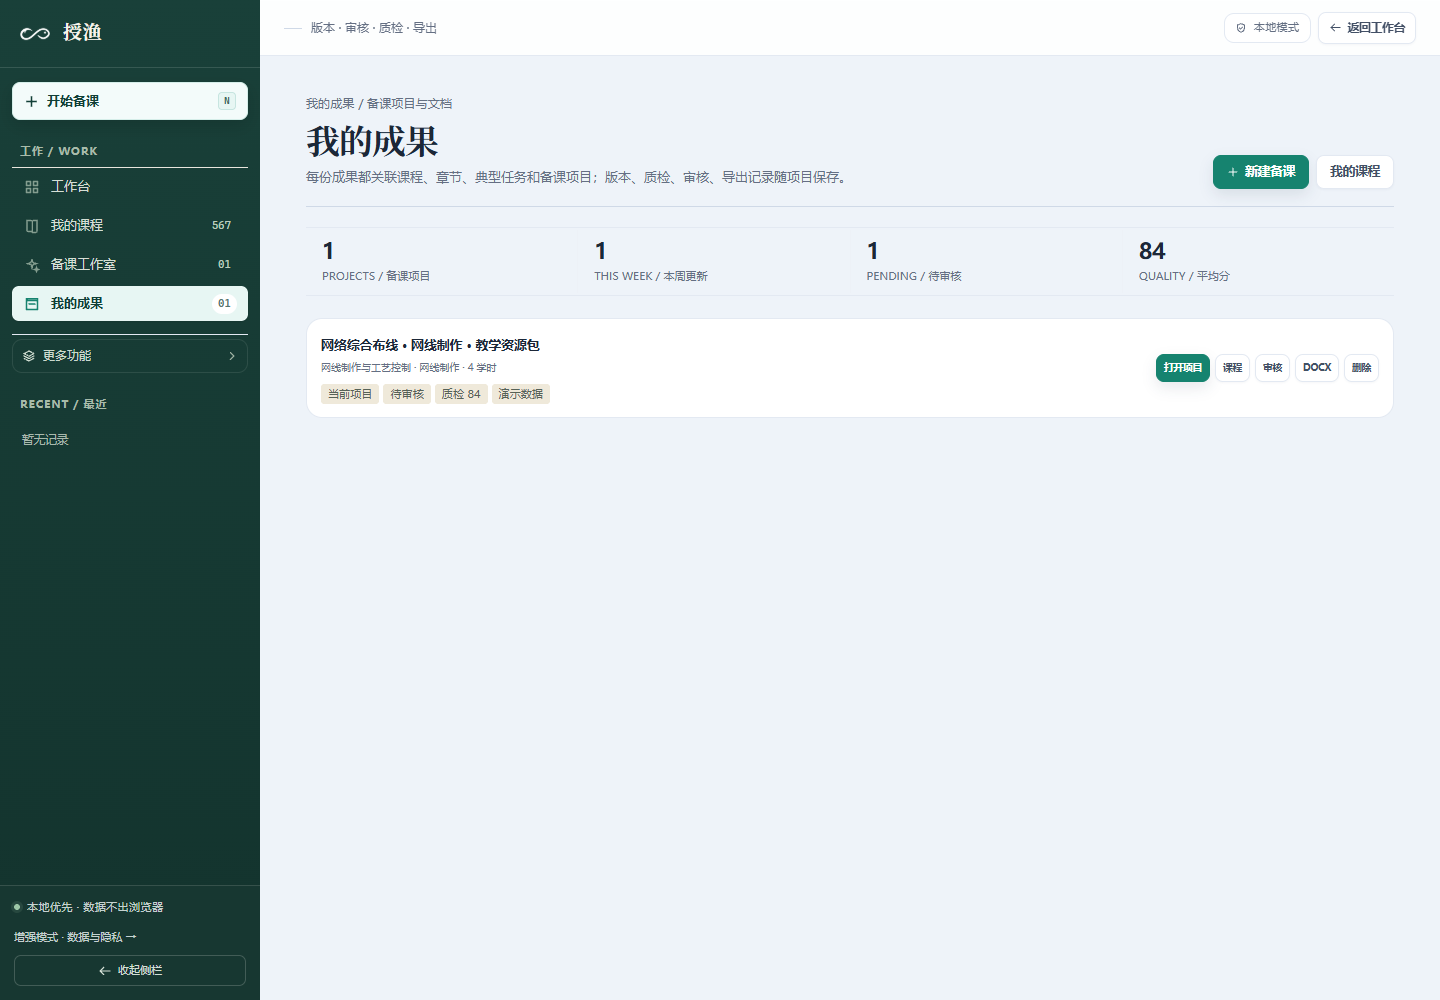 授渔
开始备课 N
工作 / WORK
工作台
我的课程 567
备课工作室 01
我的成果 01
更多功能
RECENT / 最近
暂无记录
本地优先 · 数据不出浏览器
增强模式 · 数据与隐私 →
← 收起侧栏
版本 · 审核 · 质检 · 导出
本地模式
← 返回工作台
我的成果 / 备课项目与文档
我的成果
每份成果都关联课程、章节、典型任务和备课项目；版本、质检、审核、导出记录随项目保存。
+ 新建备课
我的课程
1
PROJECTS / 备课项目
1
THIS WEEK / 本周更新
1
PENDING / 待审核
84
QUALITY / 平均分
网络综合布线 • 网线制作 • 教学资源包
网线制作与工艺控制 · 网线制作 · 4 学时
当前项目 待审核 质检 84 演示数据
打开项目 课程 审核 DOCX 删除